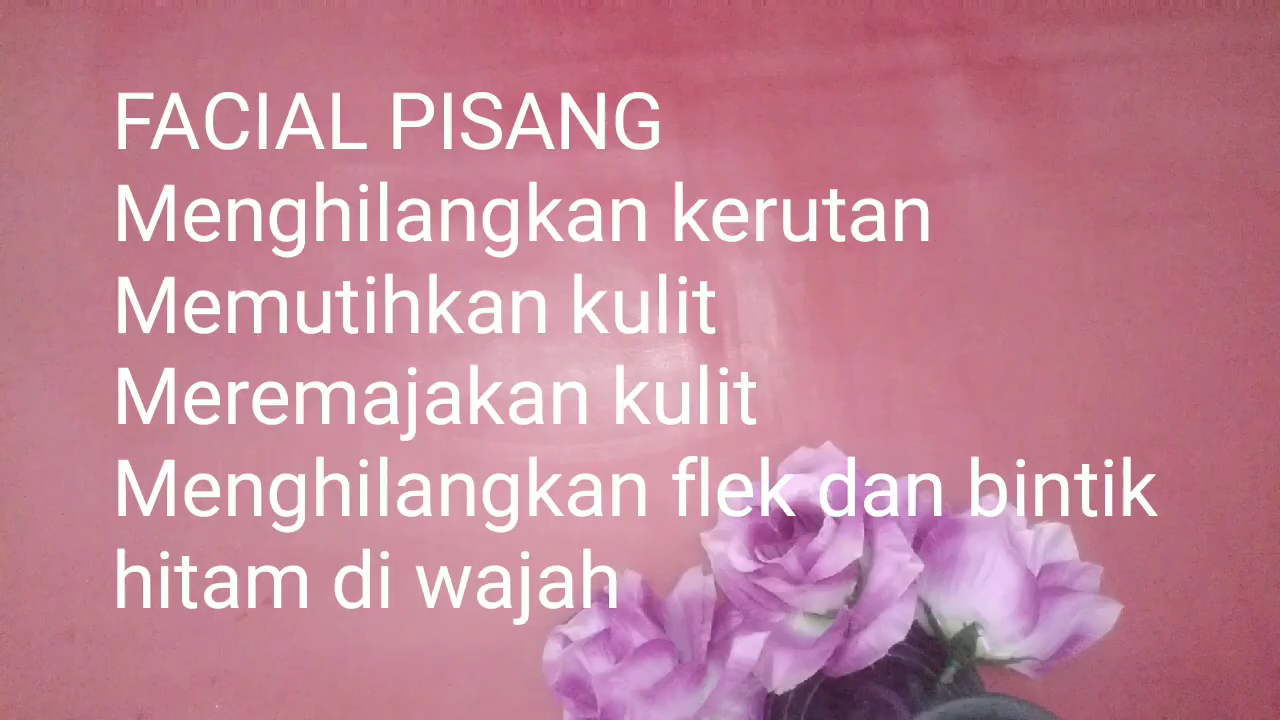 FACIAL PISANG
Menghilangkan kerutan
Memutihkan kulit
Meremajakan kulit
Menghilangkan flek dan bintik
hitam di wajah